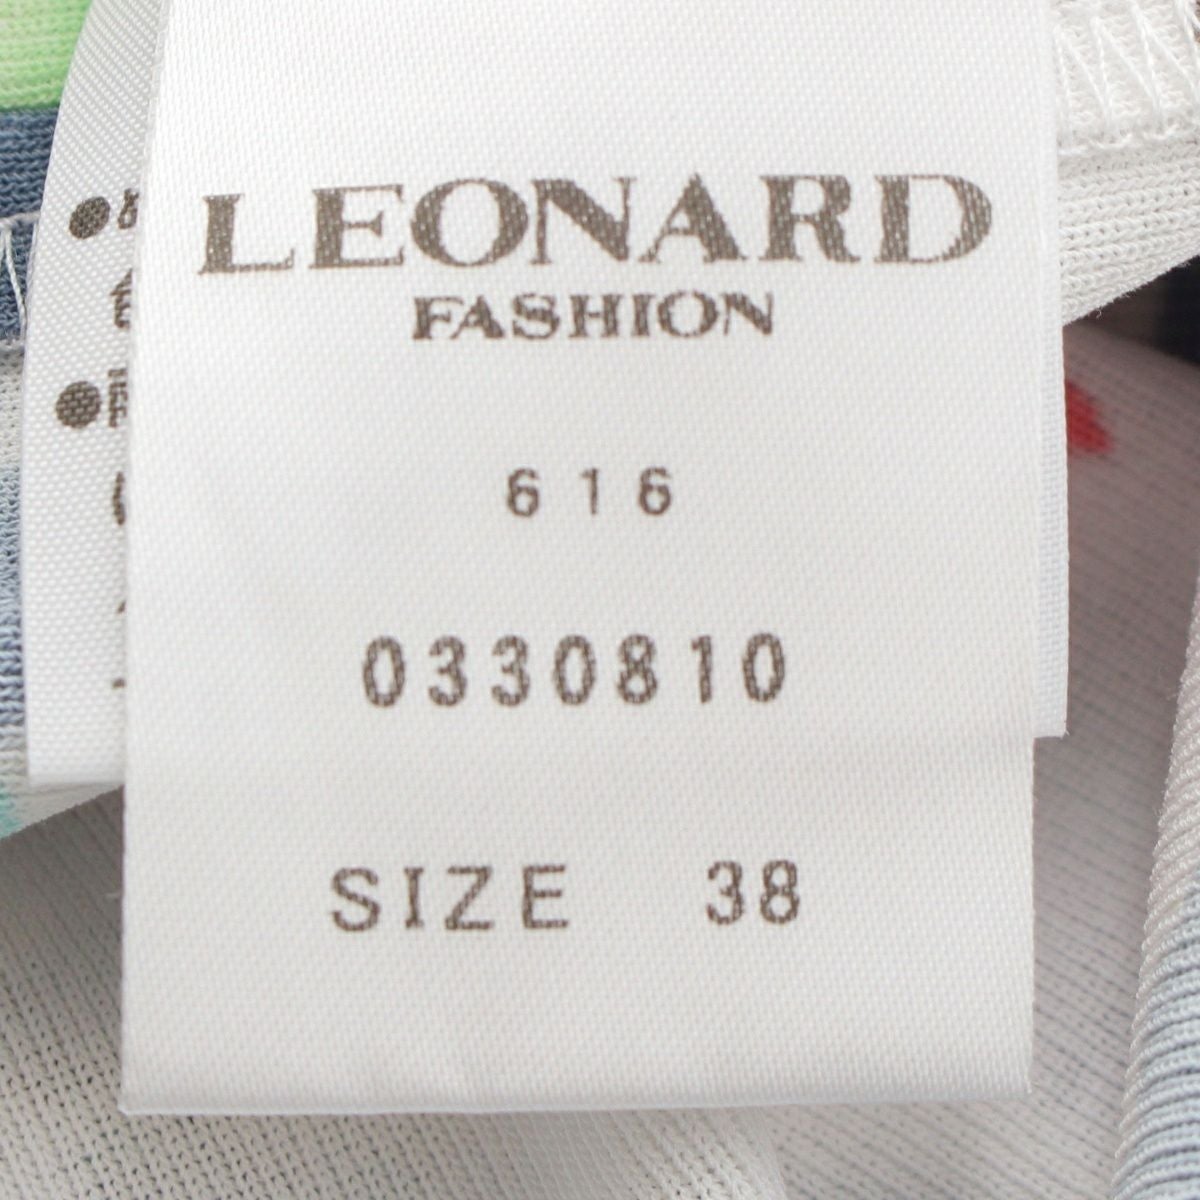 LEONARD
FASHION
616
0330810
SIZE 38